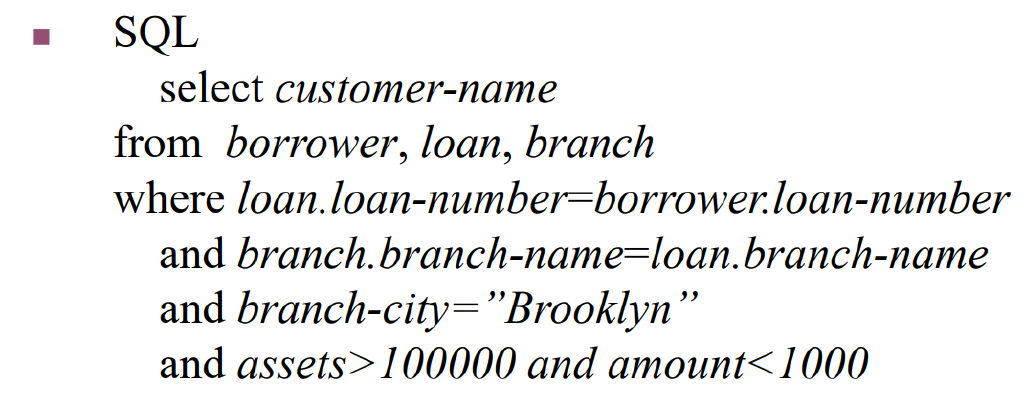 SQL
select customer-name
from borrower, loan, branch
where loan.loan-number=borrower.loan-number
and branch.branch-name=loan.branch-name
and branch-city=”Brooklyn”
and assets>100000 and amount<1000